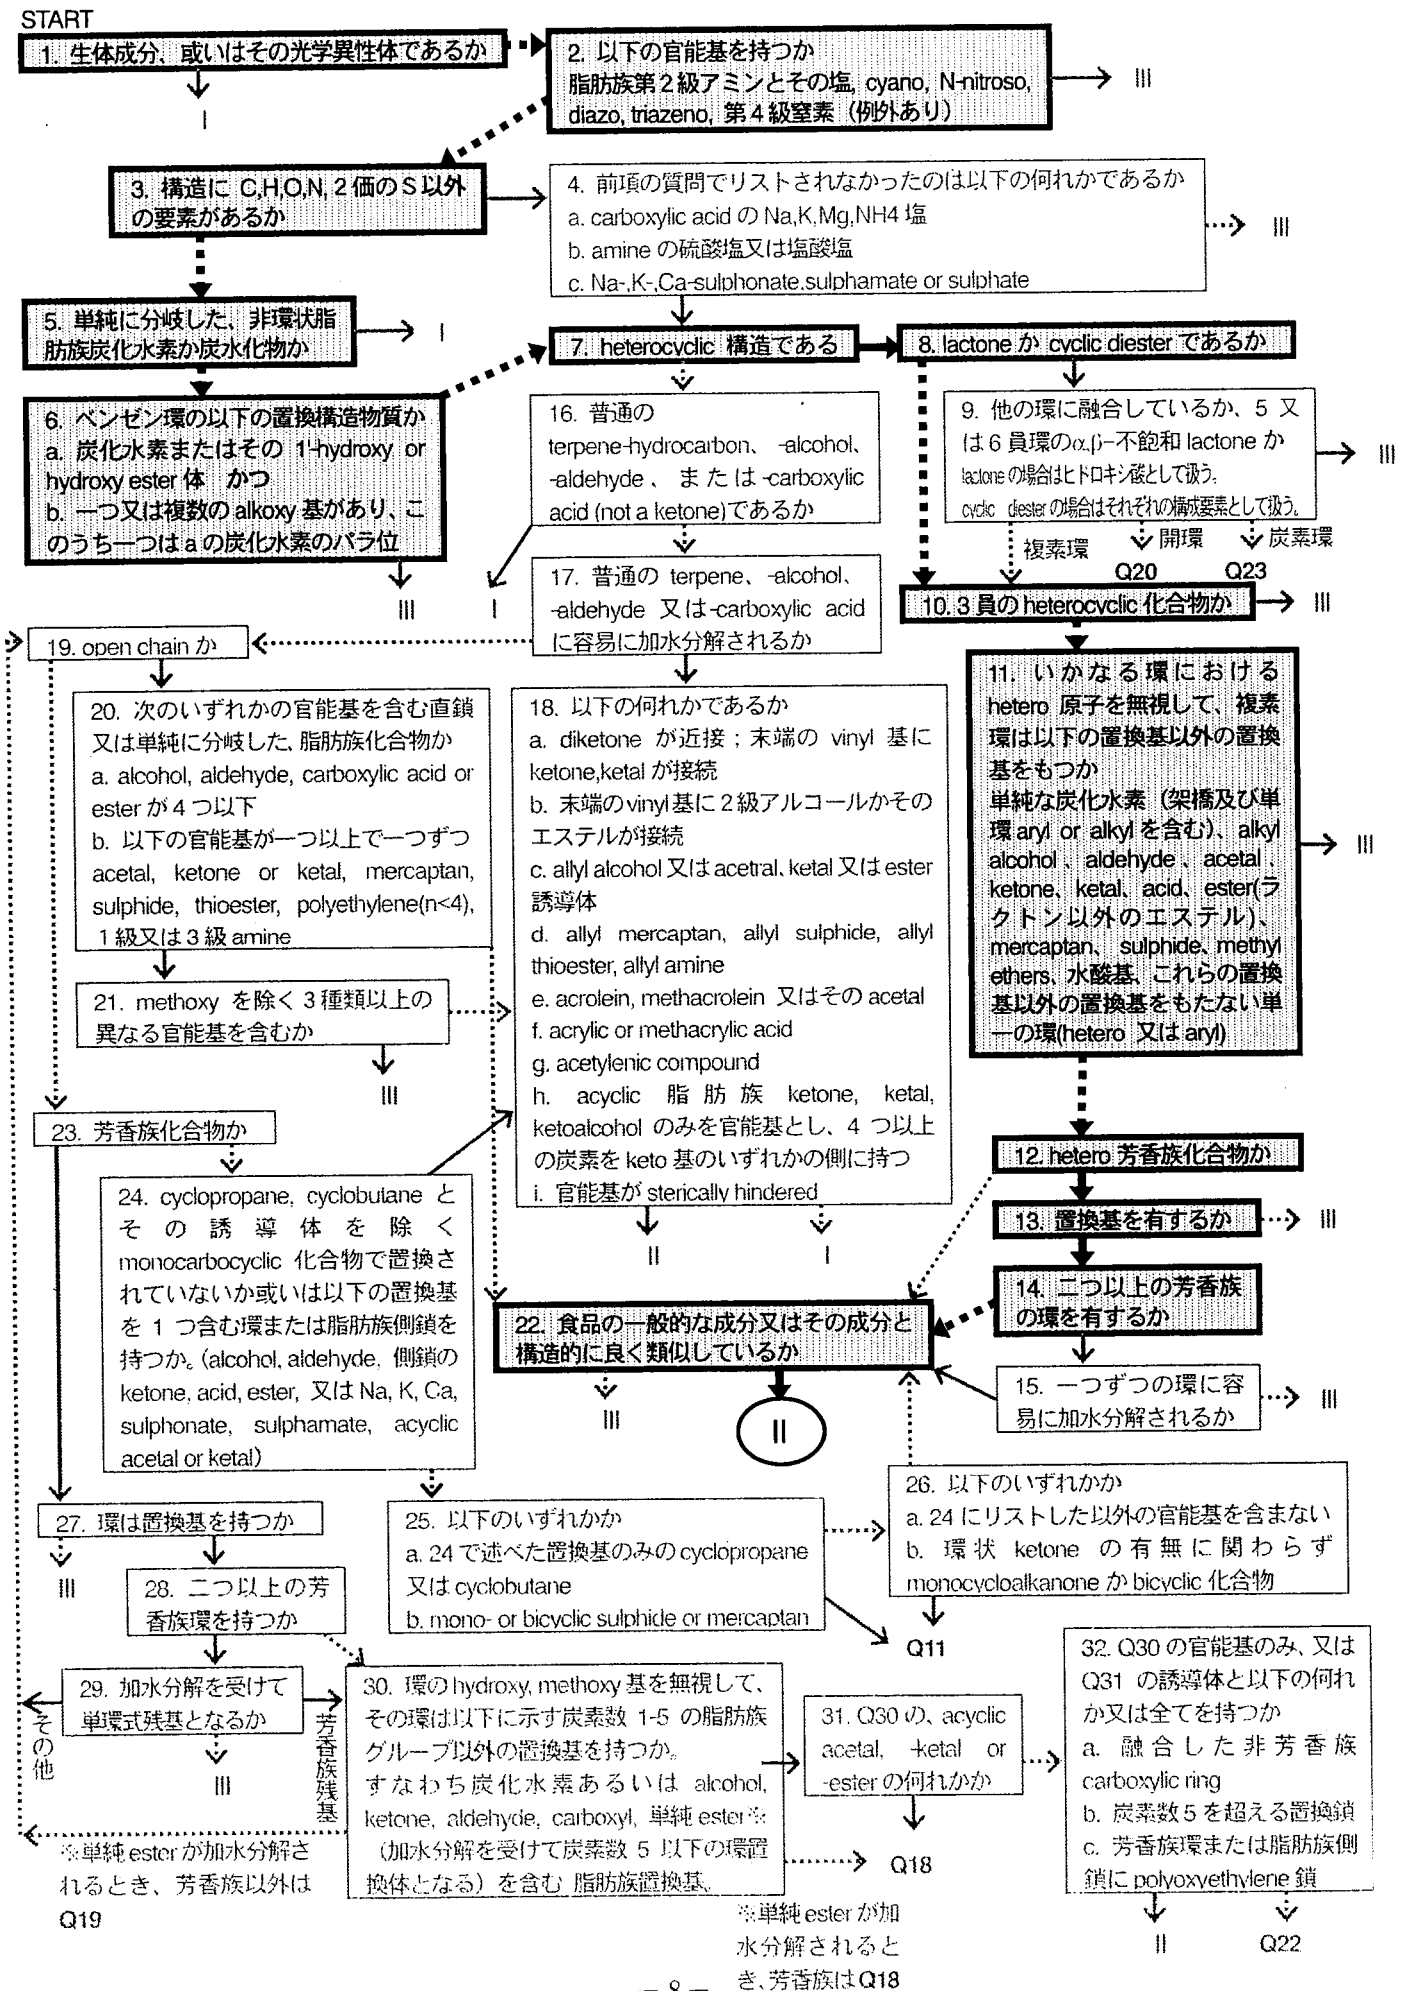 START
1. 生体成分、或いはその光学異性体であるか
I
2. 以下の官能基を持つか
脂肪族第2級アミンとその塩, cyano, N-nitroso,
diazo, triazeno, 第4級窒素（例外あり）
III
3. 構造に C,H,O,N, 2価のS以外
の要素があるか
4. 前項の質問でリストされなかったのは以下の何れかであるか
a. carboxylic acid の Na,K,Mg,NH4 塩
b. amine の硫酸塩又は塩酸塩
c. Na-,K-,Ca-sulphonate,sulphamate or sulphate
III
5. 単純に分岐した、非環状脂
肪族炭化水素か炭水化物か
I
6. ベンゼン環の以下の置換構造物質か
a. 炭化水素またはその 1'-hydroxy or
hydroxy ester 体 かつ
b. 一つ又は複数の alkoxy 基があり、こ
のうち一つは a の炭化水素のパラ位
III
7. heterocyclic 構造である
8. lactone か cyclic diester であるか
9. 他の環に融合しているか、5 又
は 6 員環のα,β-不飽和 lactone か
lactone の場合はヒドロキシ酸として扱う。
cyclic diester の場合はそれぞれの構成要素として扱う。
III
複素環
開環
炭素環
Q20
Q23
10. 3 員の heterocyclic 化合物か
III
11. いかなる環における
hetero 原子を無視して、複素
環は以下の置換基以外の置換
基をもつか
単純な炭化水素（架橋及び単
環 aryl or alkyl を含む）、alkyl
alcohol、aldehyde、acetal、
ketone、ketal、acid、ester(ラ
クトン以外のエステル)、
mercaptan、sulphide、methyl
ethers、水酸基、これらの置換
基以外の置換基をもたない単
一の環(hetero 又は aryl)
III
12. hetero 芳香族化合物か
13. 置換基を有するか
III
14. 二つ以上の芳香族
の環を有するか
15. 一つずつの環に容
易に加水分解されるか
III
16. 普通の
terpene-hydrocarbon、-alcohol、
-aldehyde、または-carboxylic
acid (not a ketone)であるか
I
17. 普通の terpene、-alcohol、
-aldehyde 又は-carboxylic acid
に容易に加水分解されるか
18. 以下の何れかであるか
a. diketone が近接；末端の vinyl 基に
ketone,ketal が接続
b. 末端のvinyl基に2級アルコールかその
エステルが接続
c. allyl alcohol 又は acetral、ketal 又は ester
誘導体
d. allyl mercaptan, allyl sulphide, allyl
thioester, allyl amine
e. acrolein, methacrolein 又はその acetal
f. acrylic or methacrylic acid
g. acetylenic compound
h. acyclic 脂肪族 ketone, ketal,
ketoalcohol のみを官能基とし、4 つ以上
の炭素を keto 基のいずれかの側に持つ
i. 官能基が sterically hindered
II
I
19. open chain か
20. 次のいずれかの官能基を含む直鎖
又は単純に分岐した、脂肪族化合物か
a. alcohol, aldehyde, carboxylic acid or
ester が 4 つ以下
b. 以下の官能基が一つ以上で一つずつ
acetal, ketone or ketal, mercaptan,
sulphide, thioester, polyethylene(n<4),
1 級又は 3 級 amine
21. methoxy を除く 3 種類以上の
異なる官能基を含むか
III
22. 食品の一般的な成分又はその成分と
構造的に良く類似しているか
III
II
23. 芳香族化合物か
24. cyclopropane, cyclobutane と
その誘導体を除く
monocarbocyclic 化合物で置換さ
れていないか或いは以下の置換基
を 1 つ含む環または脂肪族側鎖を
持つか。(alcohol, aldehyde, 側鎖の
ketone, acid, ester, 又は Na, K, Ca,
sulphonate, sulphamate, acyclic
acetal or ketal)
25. 以下のいずれかか
a. 24 で述べた置換基のみの cyclopropane
又は cyclobutane
b. mono- or bicyclic sulphide or mercaptan
26. 以下のいずれかか
a. 24 にリストした以外の官能基を含まない
b. 環状 ketone の有無に関わらず
monocycloalkanone か bicyclic 化合物
Q11
27. 環は置換基を持つか
III
28. 二つ以上の芳
香族環を持つか
29. 加水分解を受けて
単環式残基となるか
その他
芳香族残基
III
30. 環の hydroxy, methoxy 基を無視して、
その環は以下に示す炭素数 1-5 の脂肪族
グループ以外の置換基を持つか。
すなわち炭化水素あるいは alcohol,
ketone, aldehyde, carboxyl, 単純 ester※
（加水分解を受けて炭素数 5 以下の環置
換体となる）を含む 脂肪族置換基。
※単純 ester が加水分解さ
れるとき、芳香族以外は
Q19
31. Q30 の、acyclic
acetal, -ketal or
-ester の何れかか
Q18
※単純 ester が加
水分解されると
き、芳香族は Q18
32. Q30 の官能基のみ、又は
Q31 の誘導体と以下の何れ
か又は全てを持つか
a. 融合した非芳香族
carboxylic ring
b. 炭素数 5 を超える置換鎖
c. 芳香族環または脂肪族側
鎖に polyoxyethylene 鎖
II
Q22
— 8 —